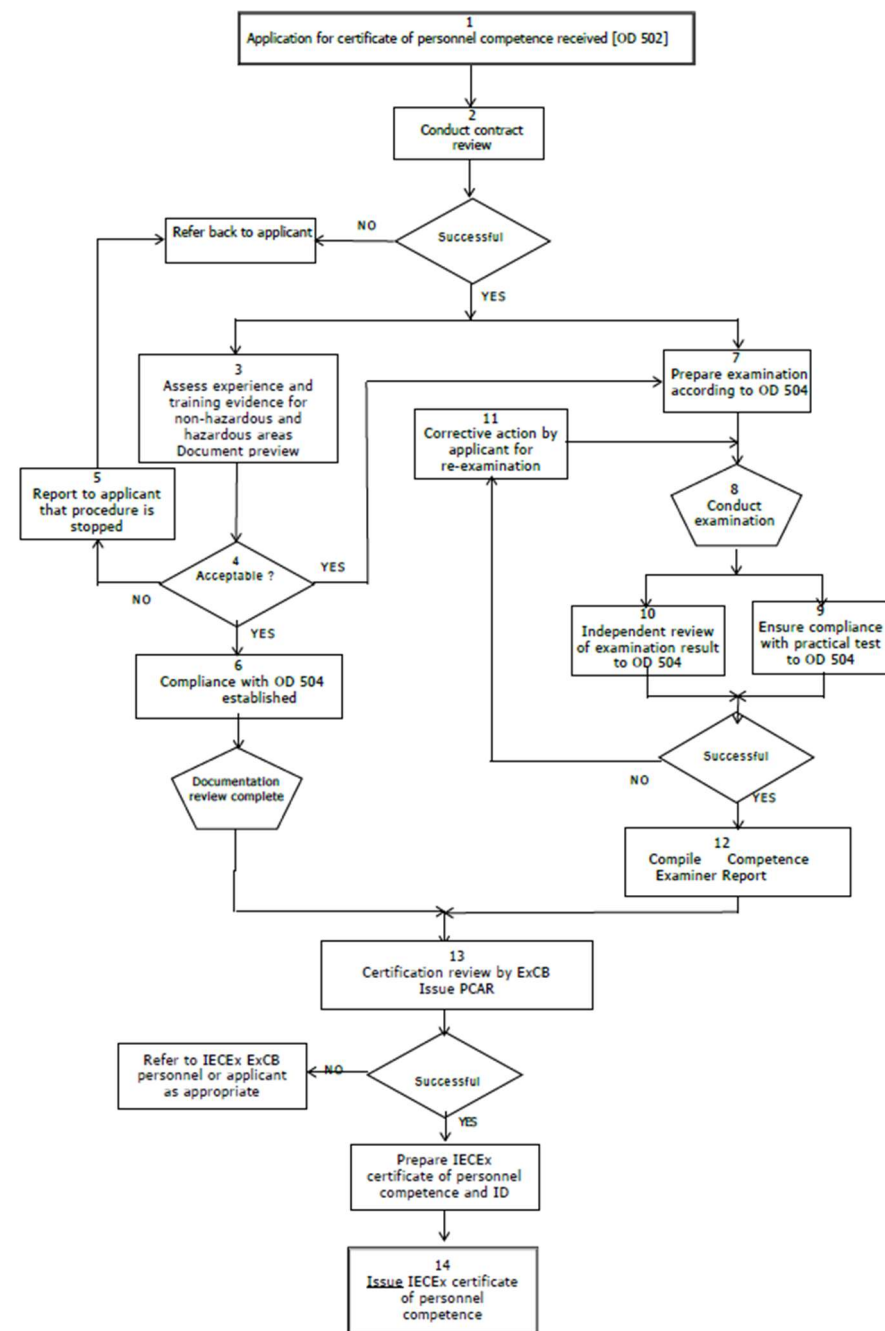 1
Application for certificate of personnel competence received [OD 502]
2
Conduct contract
review
Successful
NO
Refer back to applicant
YES
3
Assess experience and
training evidence for
non-hazardous and
hazardous areas
Document preview
7
Prepare examination
according to OD 504
11
Corrective action by
applicant for
re-examination
5
Report to applicant
that procedure is
stopped
8
Conduct
examination
4
Acceptable ?
YES
NO
YES
10
Independent review
of examination result
to OD 504
9
Ensure compliance
with practical test
to OD 504
6
Compliance with OD 504
established
Successful
NO
YES
Documentation
review complete
12
Compile Competence
Examiner Report
13
Certification review by ExCB
Issue PCAR
Refer to IECEx ExCB
personnel or applicant
as appropriate
NO
Successful
YES
Prepare IECEx
certificate of personnel
competence and ID
14
Issue IECEx certificate
of personnel
competence